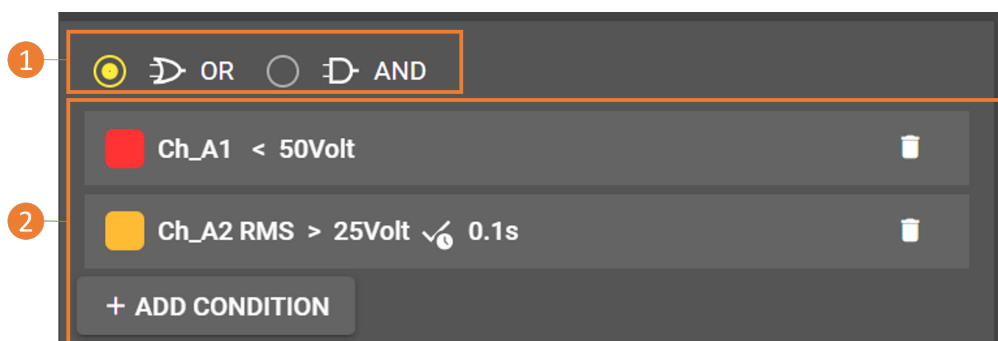 1
OR AND
Ch_A1 < 50Volt
2
Ch_A2 RMS > 25Volt 0.1s
+ ADD CONDITION